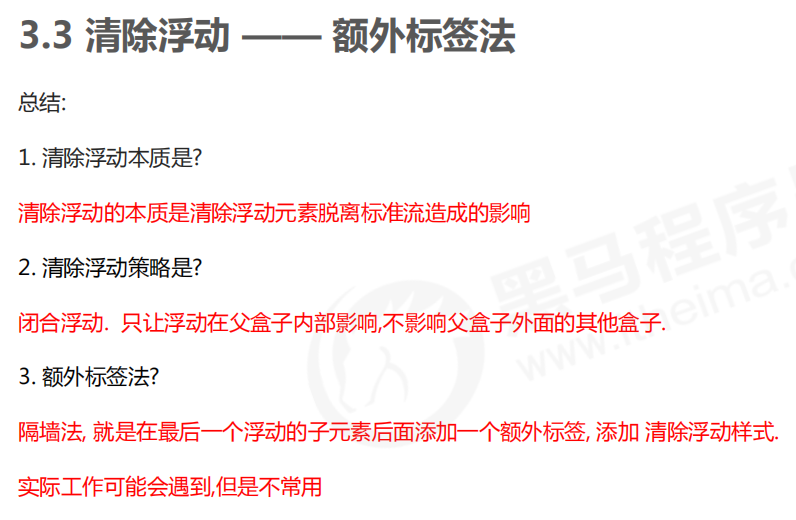 3.3 清除浮动 —— 额外标签法
总结:
1. 清除浮动本质是?
清除浮动的本质是清除浮动元素脱离标准流造成的影响
2. 清除浮动策略是?
闭合浮动. 只让浮动在父盒子内部影响,不影响父盒子外面的其他盒子.
3. 额外标签法?
隔墙法, 就是在最后一个浮动的子元素后面添加一个额外标签, 添加 清除浮动样式.
实际工作可能会遇到,但是不常用
黑马程序